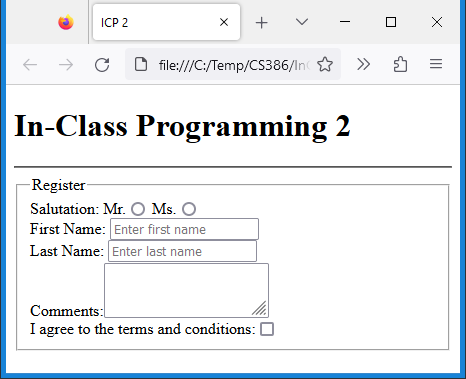 ICP 2
file:///C:/Temp/CS386/In
In-Class Programming 2
Register
Salutation: Mr. Ms.
First Name: Enter first name
Last Name: Enter last name
Comments:
I agree to the terms and conditions: